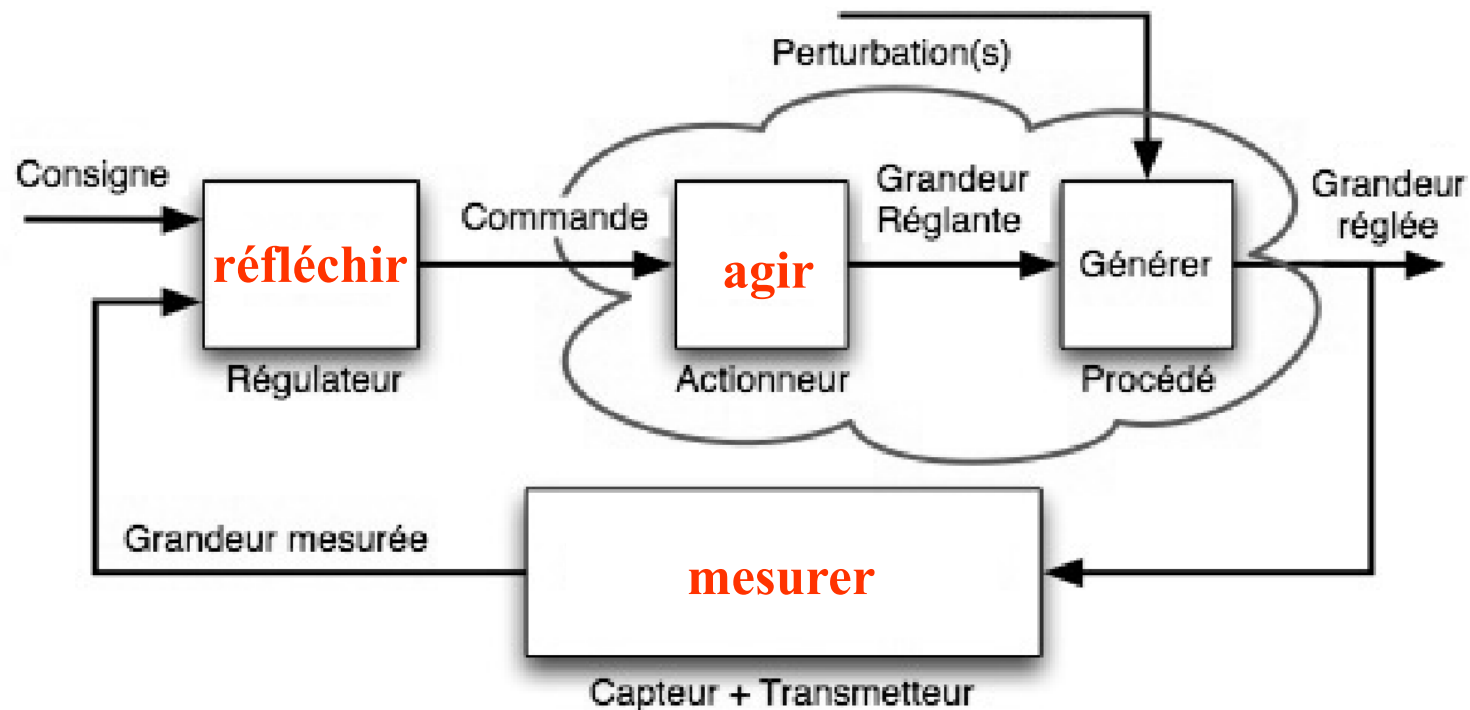 Perturbation(s)
Consigne
Commande
Grandeur
Réglante
Grandeur
réglée
réfléchir
agir
Générer
Régulateur
Actionneur
Procédé
Grandeur mesurée
mesurer
Capteur + Transmetteur